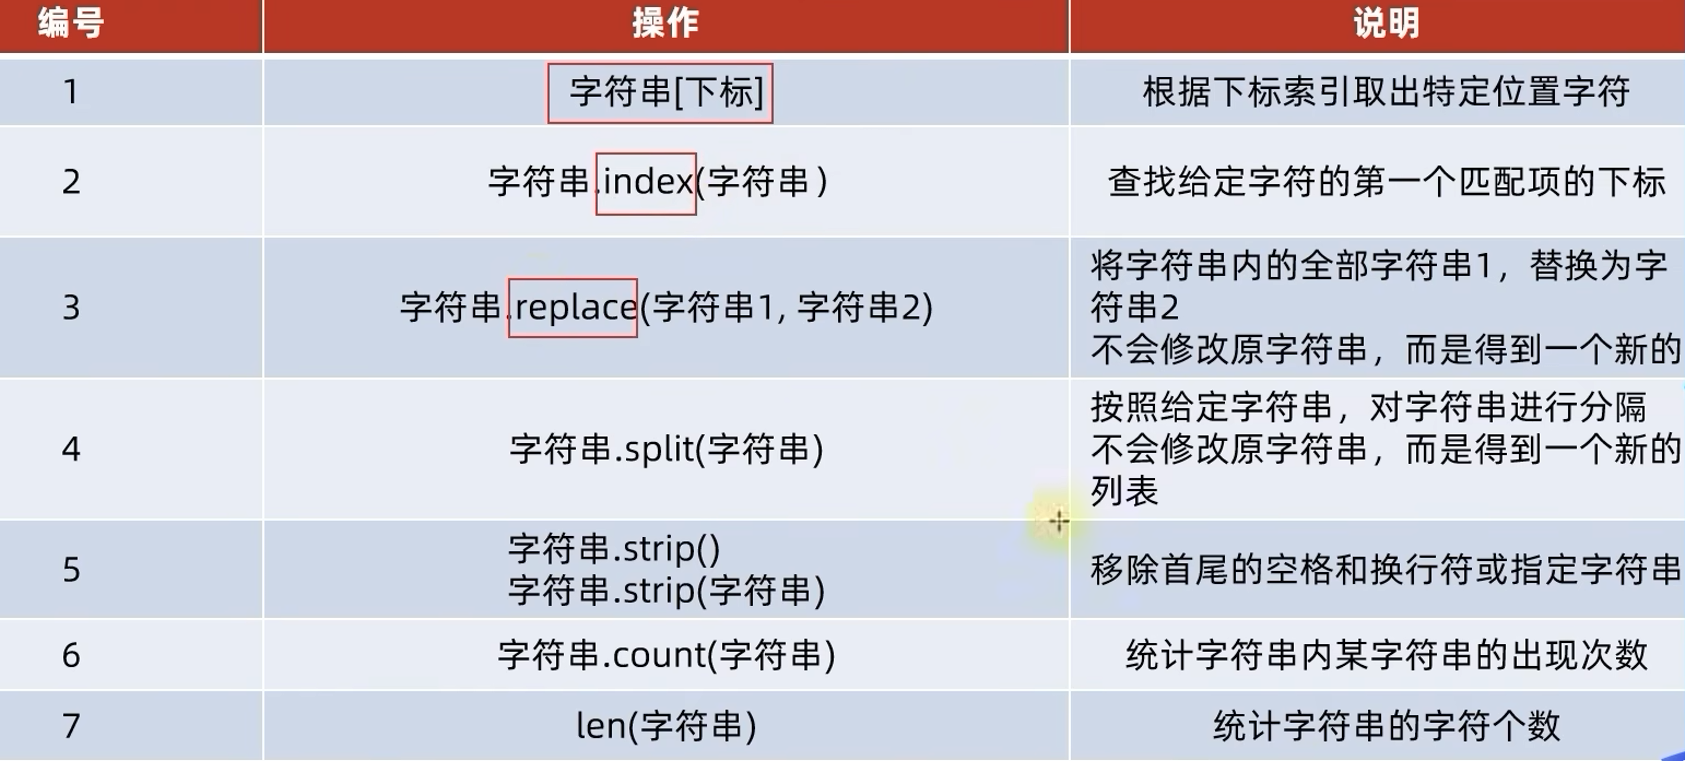 编号 操作 说明
1 字符串[下标] 根据下标索引取出特定位置字符
2 字符串.index(字符串) 查找给定字符的第一个匹配项的下标
3 字符串.replace(字符串1, 字符串2) 将字符串内的全部字符串1，替换为字
符串2
不会修改原字符串，而是得到一个新的
4 字符串.split(字符串) 按照给定字符串，对字符串进行分隔
不会修改原字符串，而是得到一个新的
列表
5 字符串.strip()
字符串.strip(字符串) 移除首尾的空格和换行符或指定字符串
6 字符串.count(字符串) 统计字符串内某字符串的出现次数
7 len(字符串) 统计字符串的字符个数